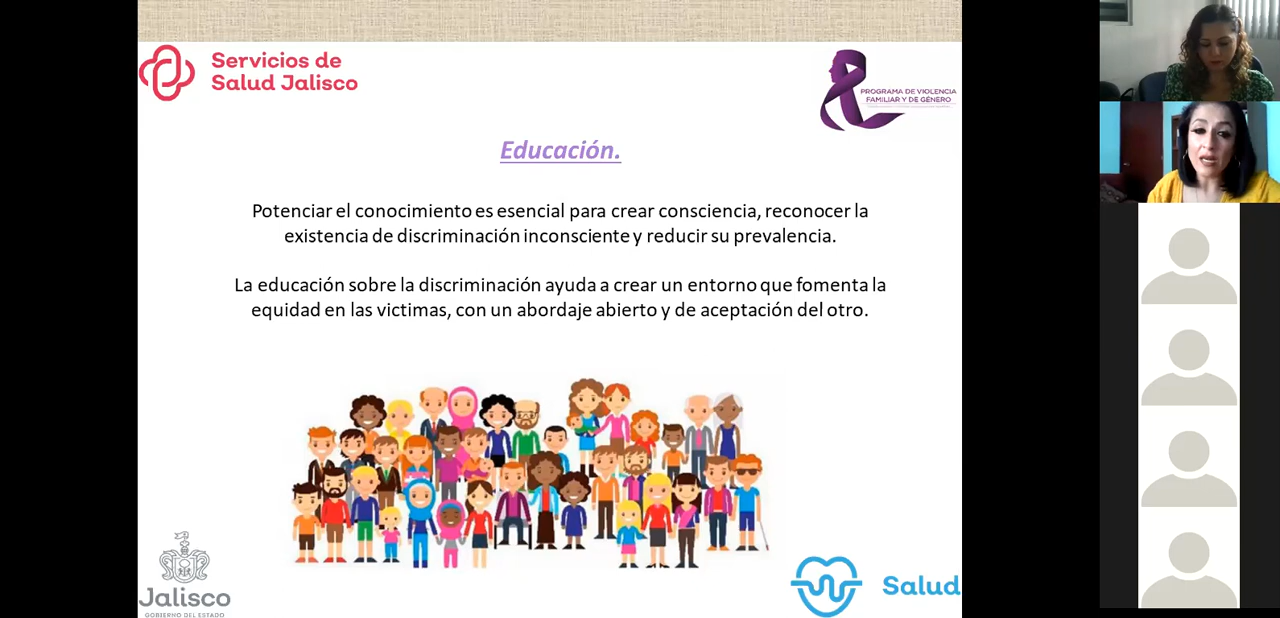 Servicios de
Salud Jalisco
PROGRAMA DE VIOLENCIA
FAMILIAR Y DE GÉNERO
Educación.
Potenciar el conocimiento es esencial para crear consciencia, reconocer la
existencia de discriminación inconsciente y reducir su prevalencia.
La educación sobre la discriminación ayuda a crear un entorno que fomenta la
equidad en las victimas, con un abordaje abierto y de aceptación del otro.
Jalisco
GOBIERNO DEL ESTADO
Salud